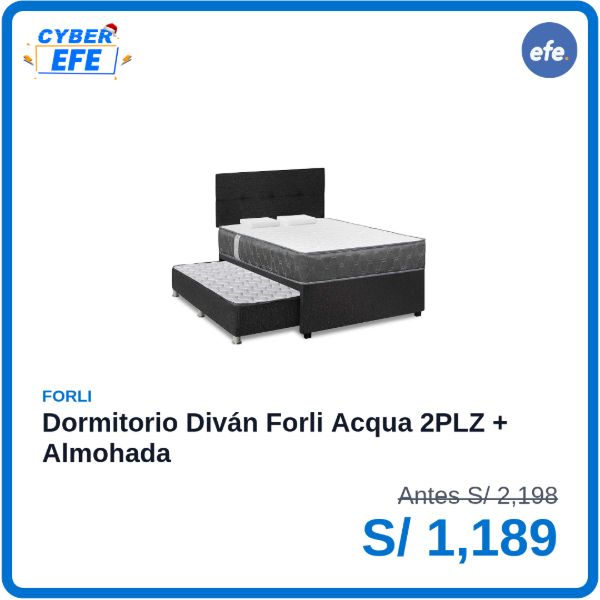 CYBER
EFE
efe.
FORLI
Dormitorio Diván Forli Acqua 2PLZ +
Almohada
Antes S/ 2,198
S/ 1,189